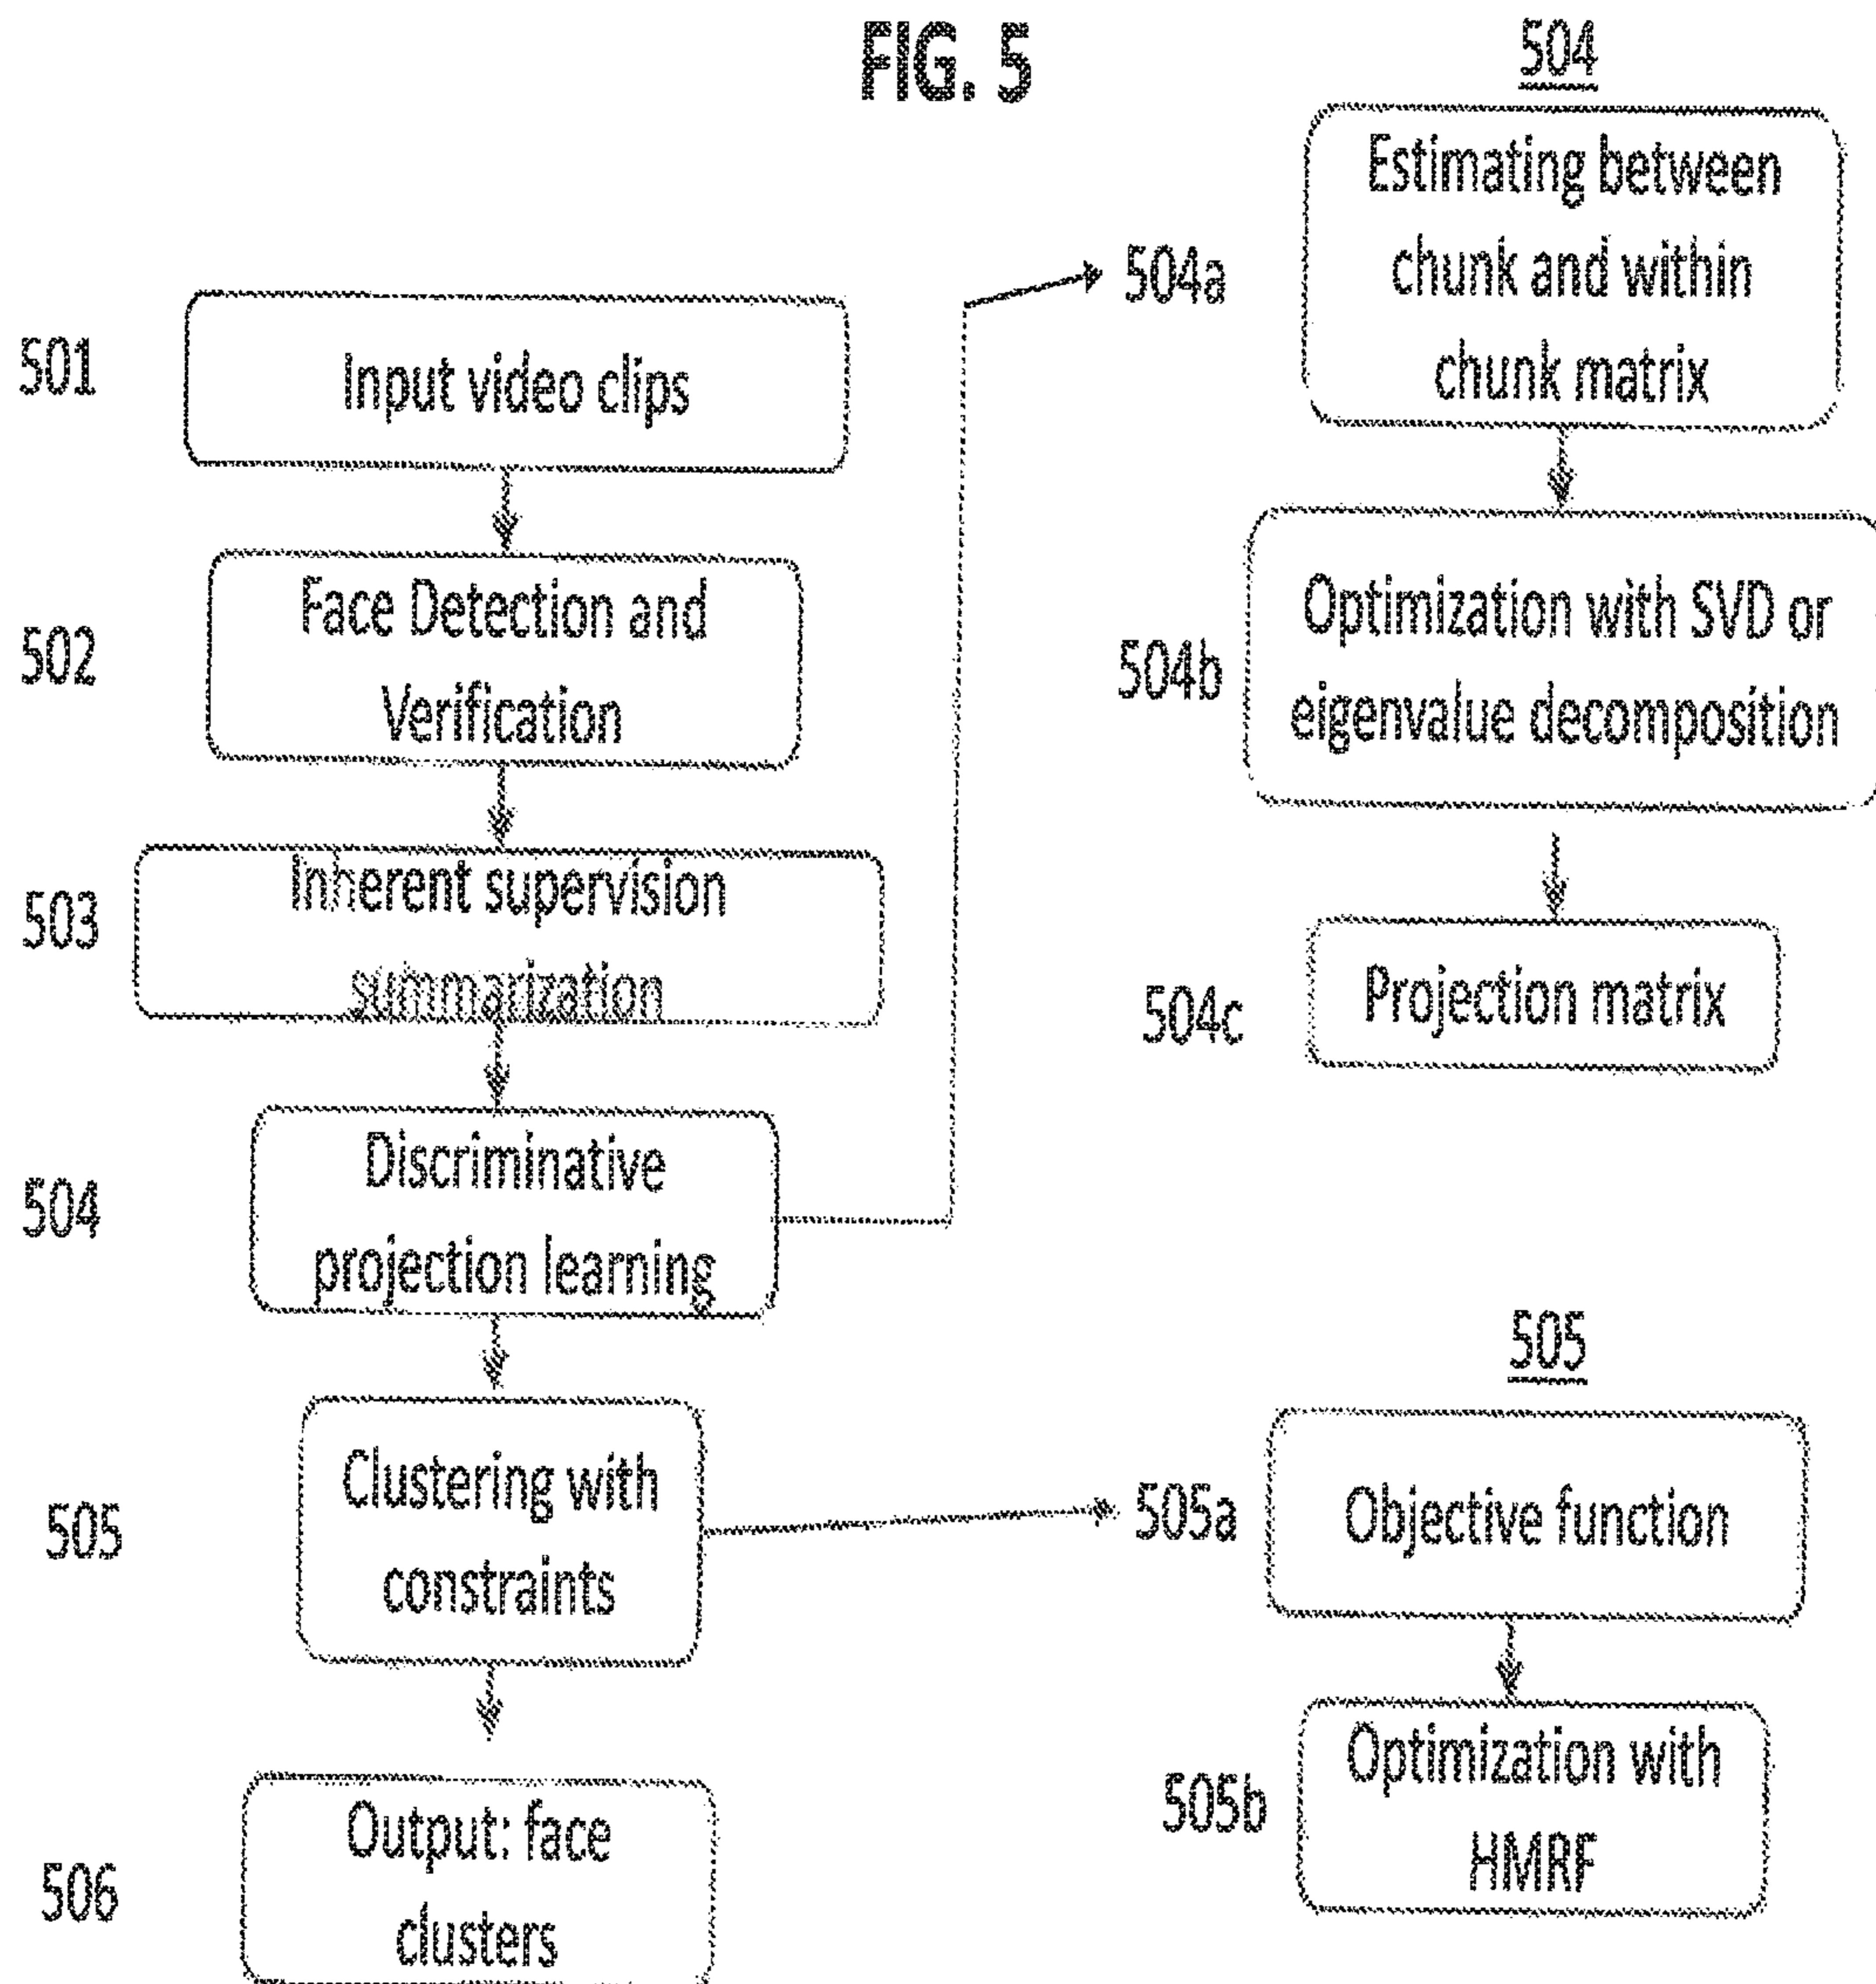 FIG. 5
501
Input video clips
502
Face Detection and
Verification
503
Inherent supervision
summarization
504
Discriminative
projection learning
505
Clustering with
constraints
506
Output: face
clusters
504
504a
Estimating between
chunk and within
chunk matrix
504b
Optimization with SVD or
eigenvalue decomposition
504c
Projection matrix
505
505a
Objective function
505b
Optimization with
HMRF